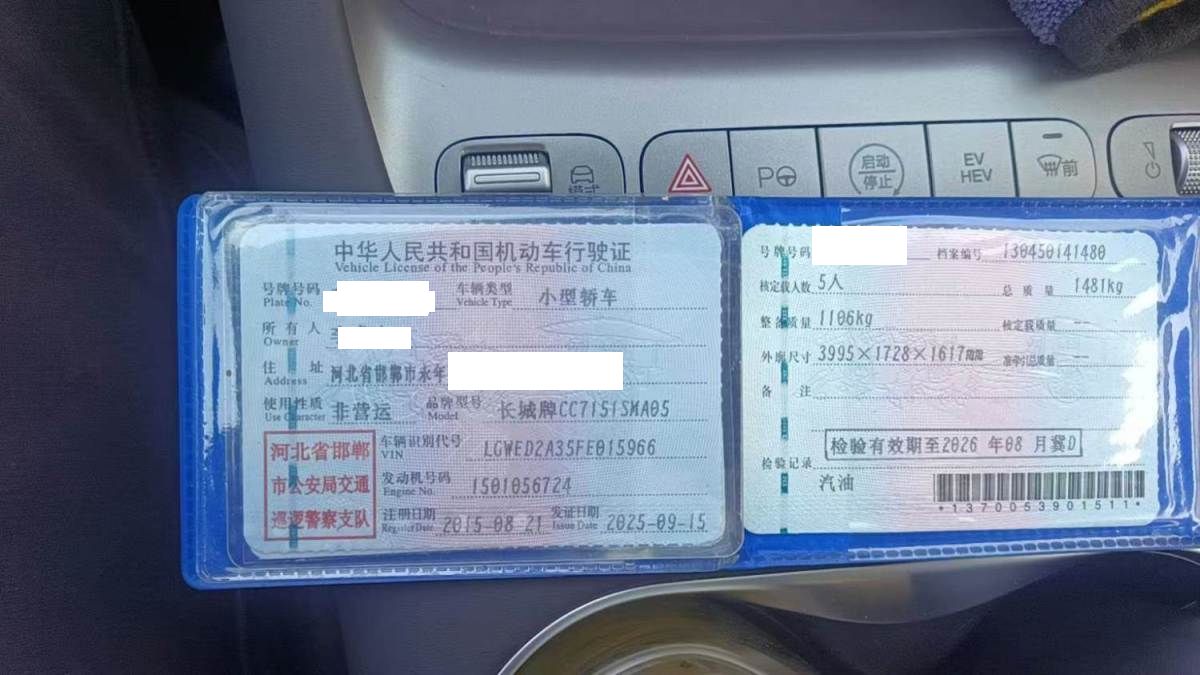 模式
P
启动
停止
EV
HEV
前
中华人民共和国机动车行驶证
Vehicle License of the People's Republic of China
号牌号码
Plate No.
车辆类型
Vehicle Type
小型轿车
所有人
Owner
住址
Address
河北省邯郸市永年
使用性质
Use Character
非营运
品牌型号
Model
长城牌CC7151SMA05
河北省邯郸
市公安局交通
巡逻警察支队
车辆识别代号
VIN
LGWED2A35FE015966
发动机号码
Engine No.
1501056724
注册日期
Register Date
2015-08-21
发证日期
Issue Date
2025-09-15
号牌号码
档案编号 130450141480
核定载人数 5人
总质量 1481kg
整备质量 1106kg
核定载质量 --
外廓尺寸 3995×1728×1617
准牵引总质量 --
备注
检验有效期至2026年08月冀D
检验记录
汽油
*1370053901511*